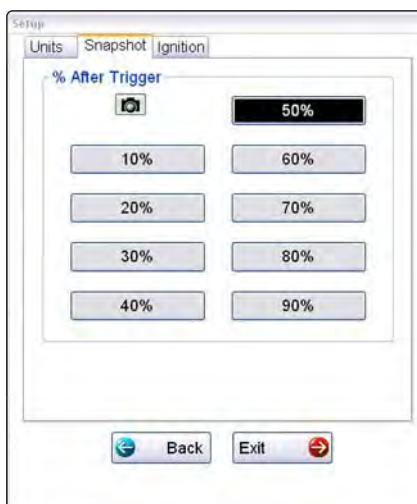 Setup
Units Snapshot Ignition
% After Trigger
50%
10% 60%
20% 70%
30% 80%
40% 90%
Back Exit